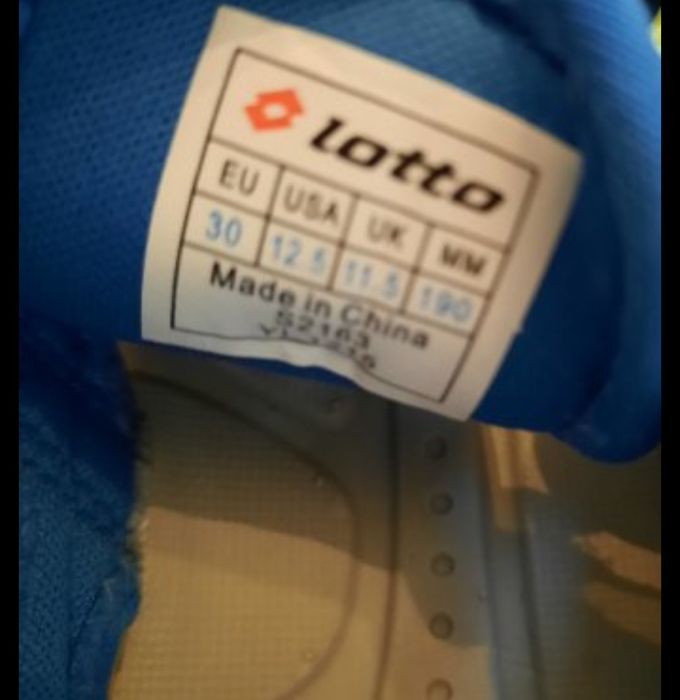 lotto
EU USA UK MM
30 12.5 11.5 190
Made in China
S2163